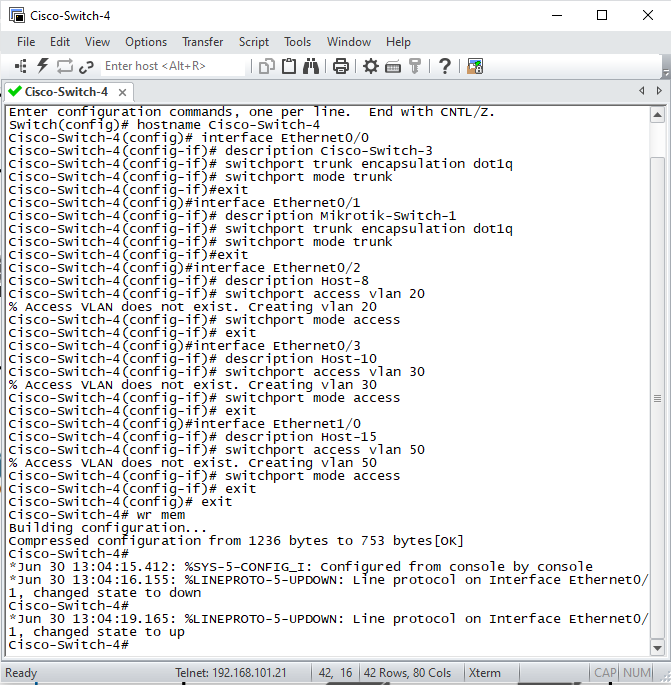 Cisco-Switch-4
File Edit View Options Transfer Script Tools Window Help
Enter host <Alt+R>
Cisco-Switch-4
Enter configuration commands, one per line.  End with CNTL/Z.
Switch(config)# hostname Cisco-Switch-4
Cisco-Switch-4(config)# interface Ethernet0/0
Cisco-Switch-4(config-if)# description Cisco-Switch-3
Cisco-Switch-4(config-if)# switchport trunk encapsulation dot1q
Cisco-Switch-4(config-if)# switchport mode trunk
Cisco-Switch-4(config-if)#exit
Cisco-Switch-4(config)#interface Ethernet0/1
Cisco-Switch-4(config-if)# description Mikrotik-Switch-1
Cisco-Switch-4(config-if)# switchport trunk encapsulation dot1q
Cisco-Switch-4(config-if)# switchport mode trunk
Cisco-Switch-4(config-if)#exit
Cisco-Switch-4(config)#interface Ethernet0/2
Cisco-Switch-4(config-if)# description Host-8
Cisco-Switch-4(config-if)# switchport access vlan 20
% Access VLAN does not exist. Creating vlan 20
Cisco-Switch-4(config-if)# switchport mode access
Cisco-Switch-4(config-if)# exit
Cisco-Switch-4(config)#interface Ethernet0/3
Cisco-Switch-4(config-if)# description Host-10
Cisco-Switch-4(config-if)# switchport access vlan 30
% Access VLAN does not exist. Creating vlan 30
Cisco-Switch-4(config-if)# switchport mode access
Cisco-Switch-4(config-if)# exit
Cisco-Switch-4(config)#interface Ethernet1/0
Cisco-Switch-4(config-if)# description Host-15
Cisco-Switch-4(config-if)# switchport access vlan 50
% Access VLAN does not exist. Creating vlan 50
Cisco-Switch-4(config-if)# switchport mode access
Cisco-Switch-4(config-if)# exit
Cisco-Switch-4(config)# exit
Cisco-Switch-4# wr mem
Building configuration...
Compressed configuration from 1236 bytes to 753 bytes[OK]
Cisco-Switch-4#
*Jun 30 13:04:15.412: %SYS-5-CONFIG_I: Configured from console by console
*Jun 30 13:04:16.155: %LINEPROTO-5-UPDOWN: Line protocol on Interface Ethernet0/
1, changed state to down
Cisco-Switch-4#
*Jun 30 13:04:19.165: %LINEPROTO-5-UPDOWN: Line protocol on Interface Ethernet0/
1, changed state to up
Cisco-Switch-4#
Ready Telnet: 192.168.101.21 42, 16 42 Rows, 80 Cols Xterm CAP NUM